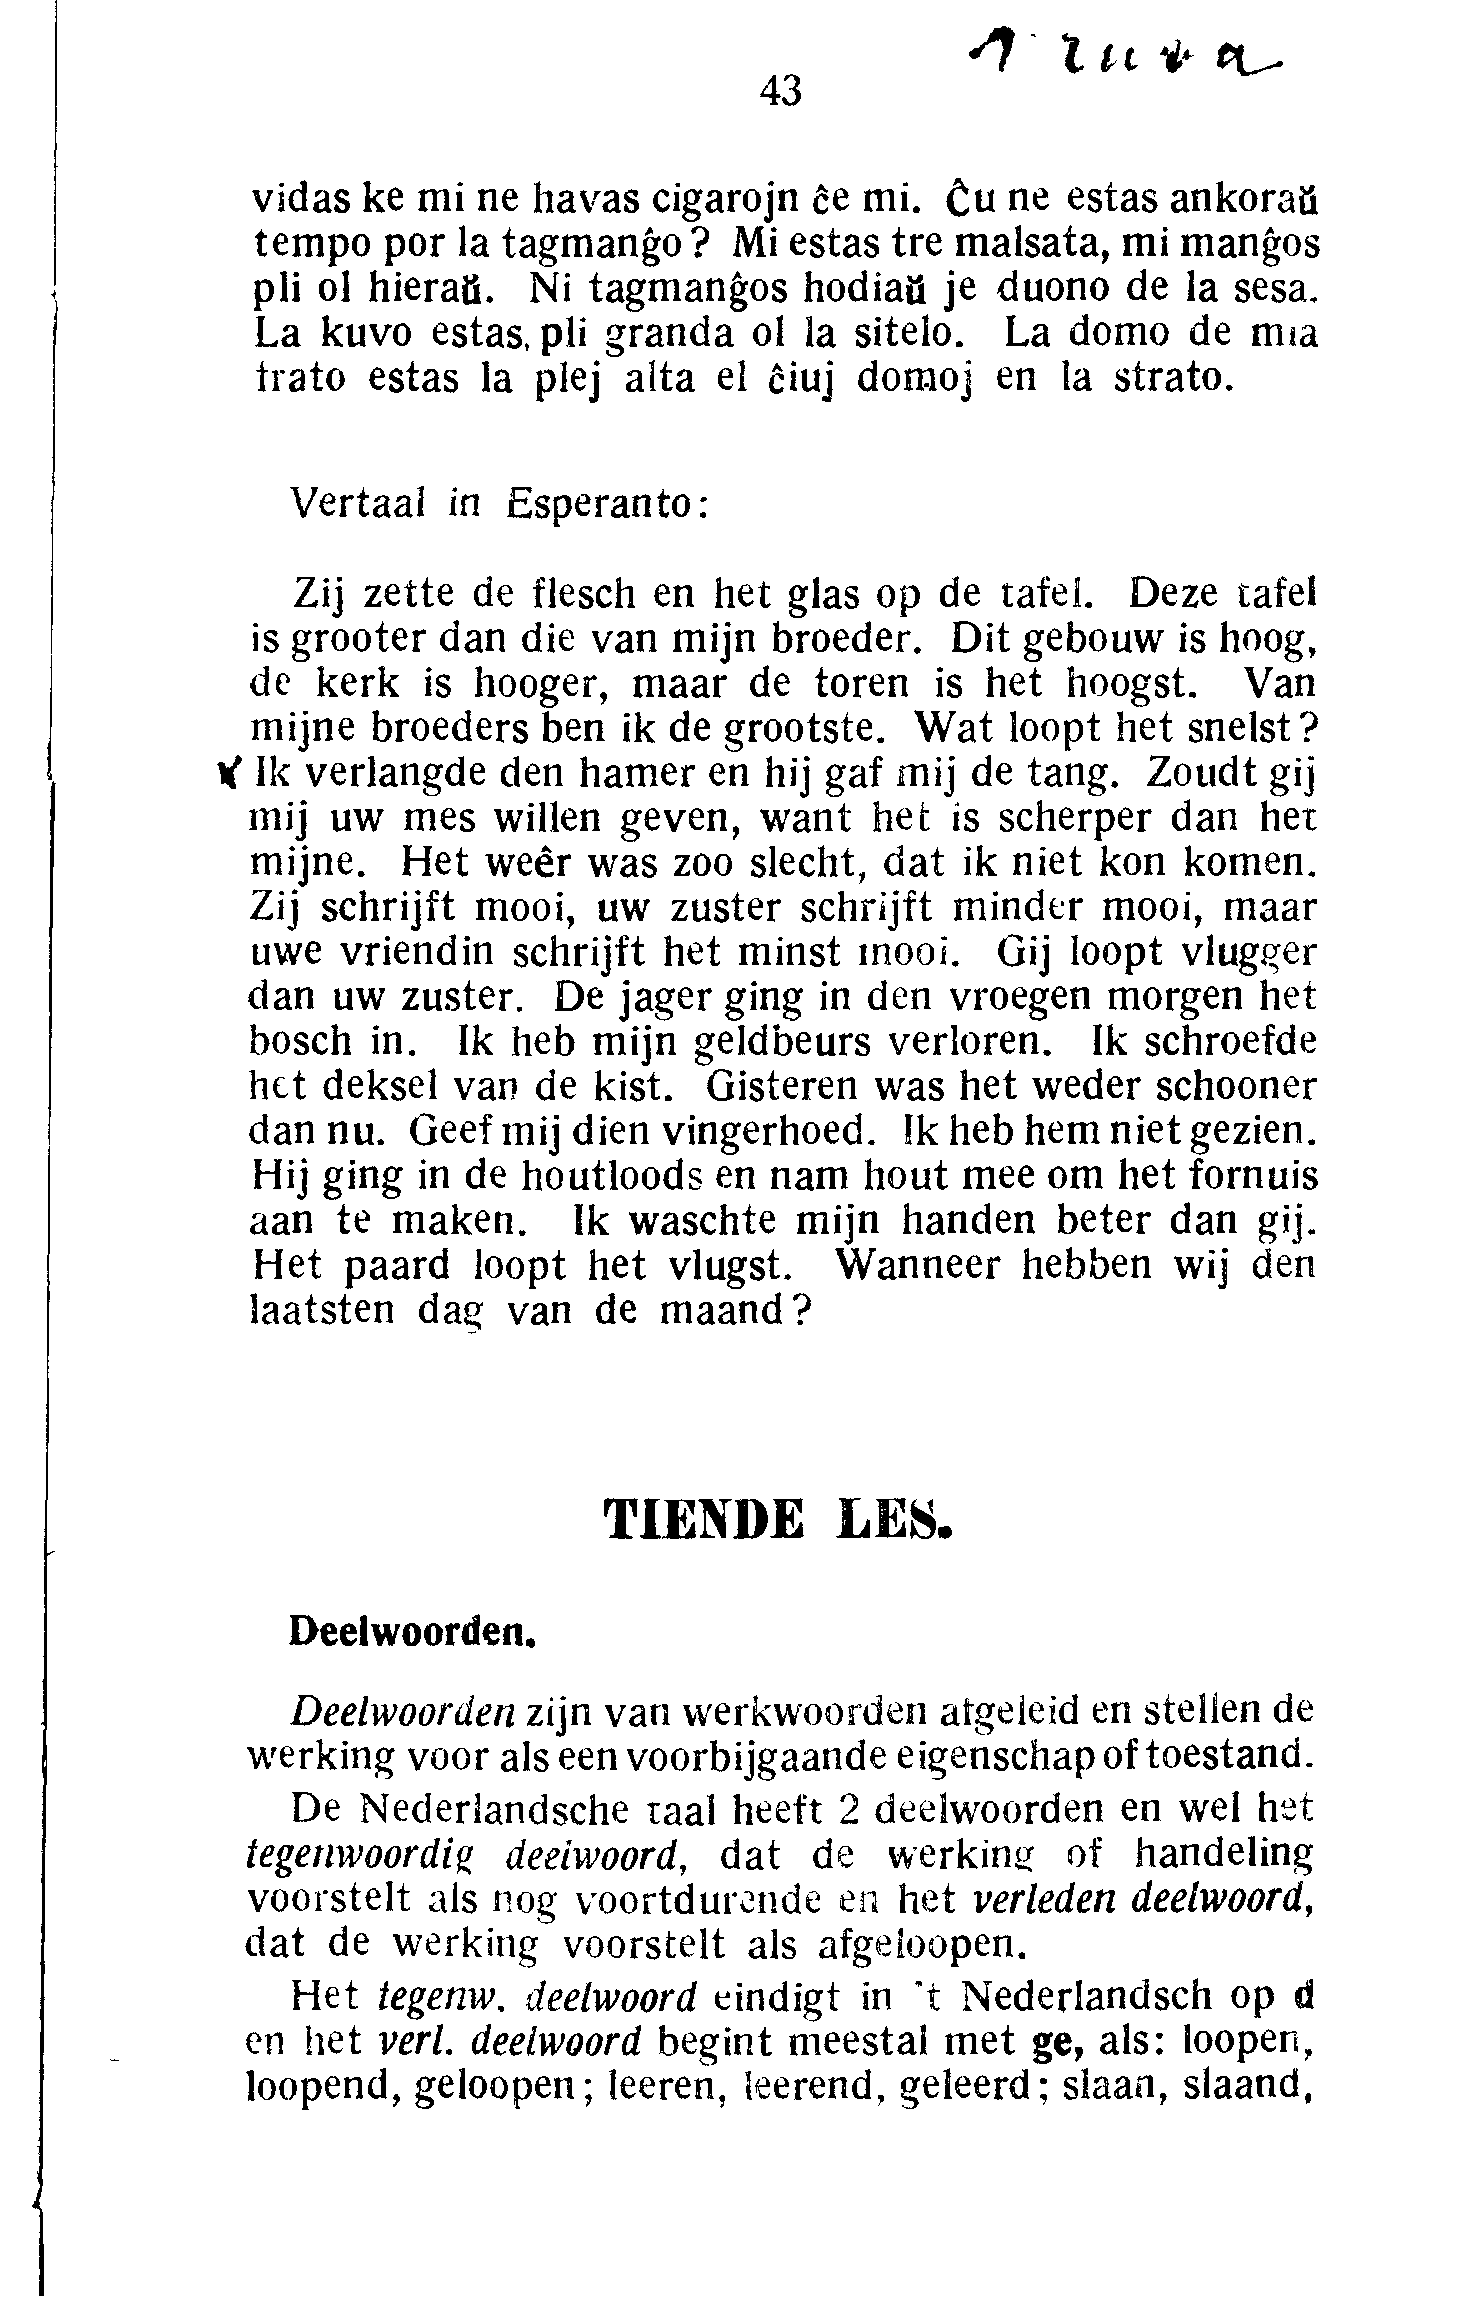 43
vidas ke mi ne havas cigarojn ĉe mi. Ĉu ne estas ankoraŭ
tempo por la tagmanĝo? Mi estas tre malsata, mi manĝos
pli ol hieraŭ. Ni tagmanĝos hodiaŭ je duono de la sesa.
La kuvo estas, pli granda ol la sitelo. La domo de mia
frato estas la plej alta el ĉiuj domoj en la strato.
Vertaal in Esperanto:
Zij zette de flesch en het glas op de tafel. Deze tafel
is grooter dan die van mijn broeder. Dit gebouw is hoog,
de kerk is hooger, maar de toren is het hoogst. Van
mijne broeders ben ik de grootste. Wat loopt het snelst?
Ik verlangde den hamer en hij gaf mij de tang. Zoudt gij
mij uw mes willen geven, want het is scherper dan het
mijne. Het weêr was zoo slecht, dat ik niet kon komen.
Zij schrijft mooi, uw zuster schrijft minder mooi, maar
uwe vriendin schrijft het minst mooi. Gij loopt vlugger
dan uw zuster. De jager ging in den vroegen morgen het
bosch in. Ik heb mijn geldbeurs verloren. Ik schroefde
het deksel van de kist. Gisteren was het weder schooner
dan nu. Geef mij dien vingerhoed. Ik heb hem niet gezien.
Hij ging in de houtloods en nam hout mee om het fornuis
aan te maken. Ik waschte mijn handen beter dan gij.
Het paard loopt het vlugst. Wanneer hebben wij den
laatsten dag van de maand?
TIENDE LES.
Deelwoorden.
Deelwoorden zijn van werkwoorden afgeleid en stellen de
werking voor als een voorbijgaande eigenschap of toestand.
De Nederlandsche taal heeft 2 deelwoorden en wel het
tegenwoordig deelwoord, dat de werking of handeling
voorstelt als nog voortdurende en het verleden deelwoord,
dat de werking voorstelt als afgeloopen.
Het tegenw. deelwoord eindigt in 't Nederlandsch op d
en het verl. deelwoord begint meestal met ge, als: loopen,
loopend, geloopen; leeren, leerend, geleerd; slaan, slaand,